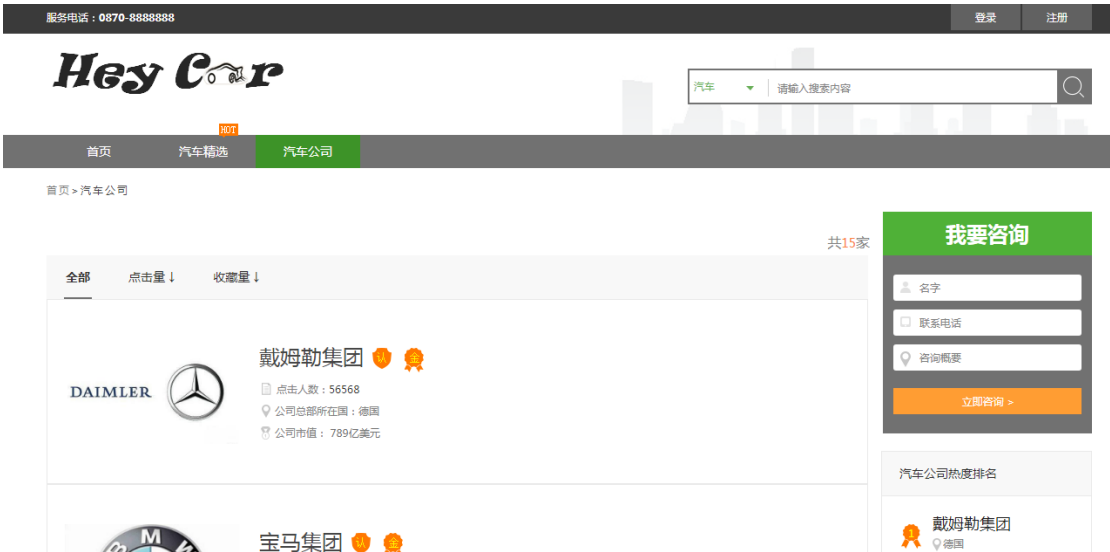 服务电话：0870-8888888
登录
注册
Hey Car
汽车
请输入搜索内容
HOT
首页
汽车精选
汽车公司
首页>汽车公司
共15家
我要咨询
全部
点击量↓
收藏量↓
名字
联系电话
咨询概要
立即咨询 >
戴姆勒集团
认
金
DAIMLER
点击人数：56568
公司总部所在国：德国
公司市值： 789亿美元
汽车公司热度排名
1
戴姆勒集团
德国
BMW
宝马集团
认
金